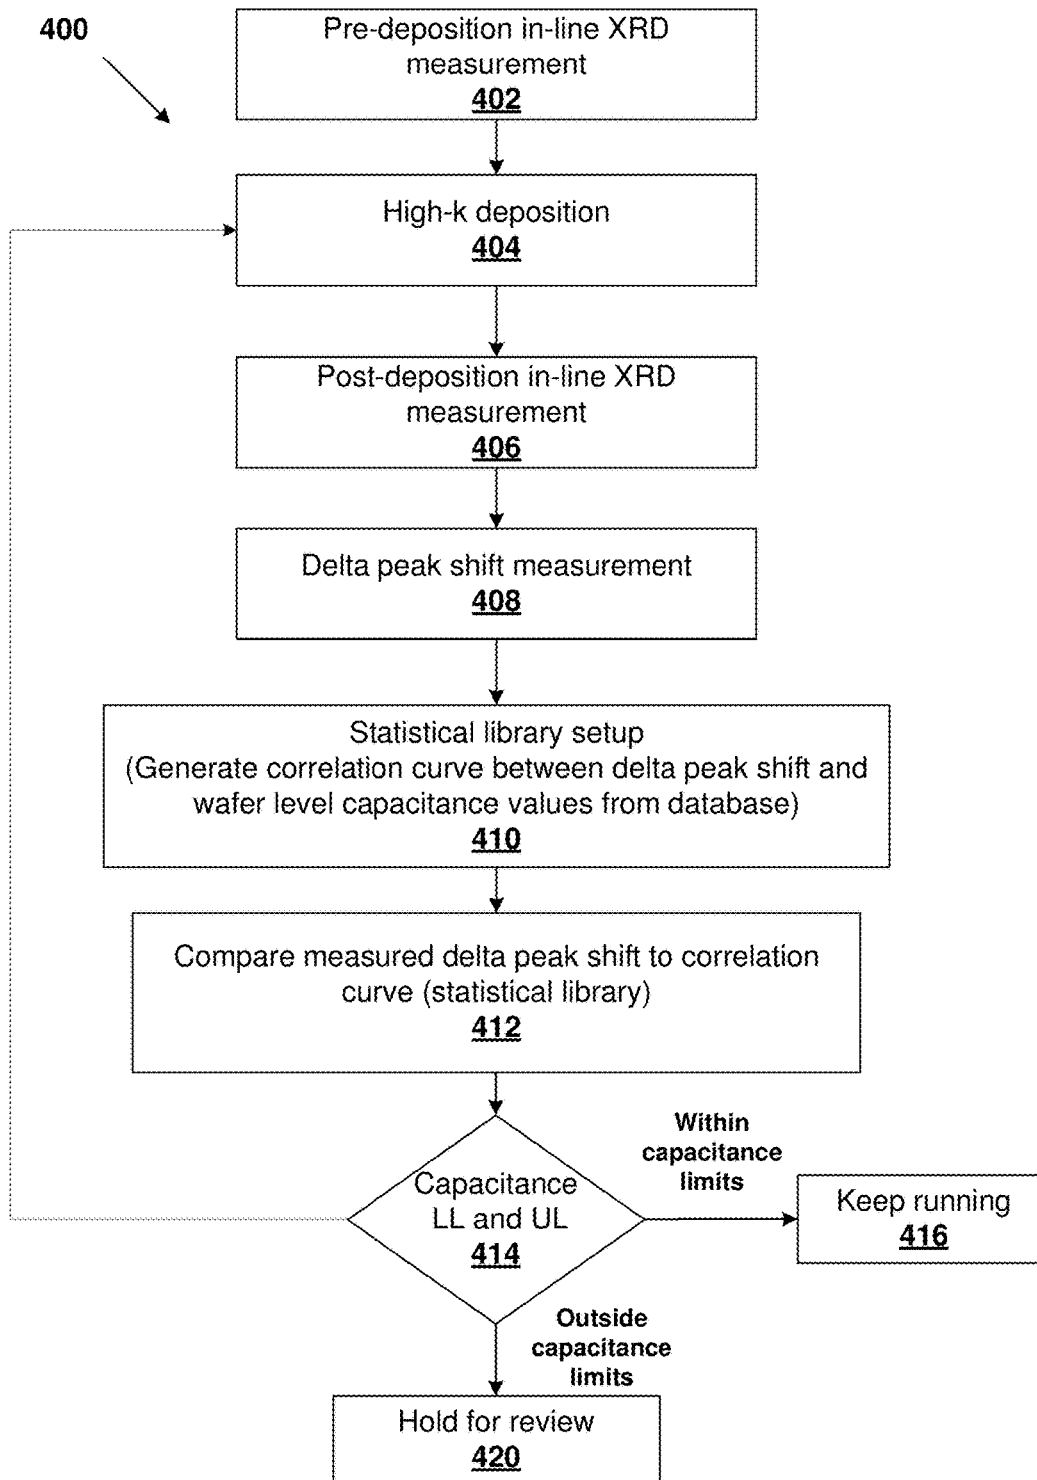 400
Pre-deposition in-line XRD
measurement
402
High-k deposition
404
Post-deposition in-line XRD
measurement
406
Delta peak shift measurement
408
Statistical library setup
(Generate correlation curve between delta peak shift and
wafer level capacitance values from database)
410
Compare measured delta peak shift to correlation
curve (statistical library)
412
Capacitance
LL and UL
414
Within
capacitance
limits
Keep running
416
Outside
capacitance
limits
Hold for review
420